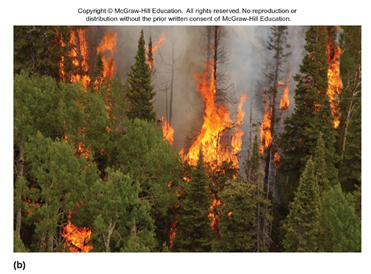 Copyright © McGraw-Hill Education. All rights reserved. No reproduction or
distribution without the prior written consent of McGraw-Hill Education.
(b)